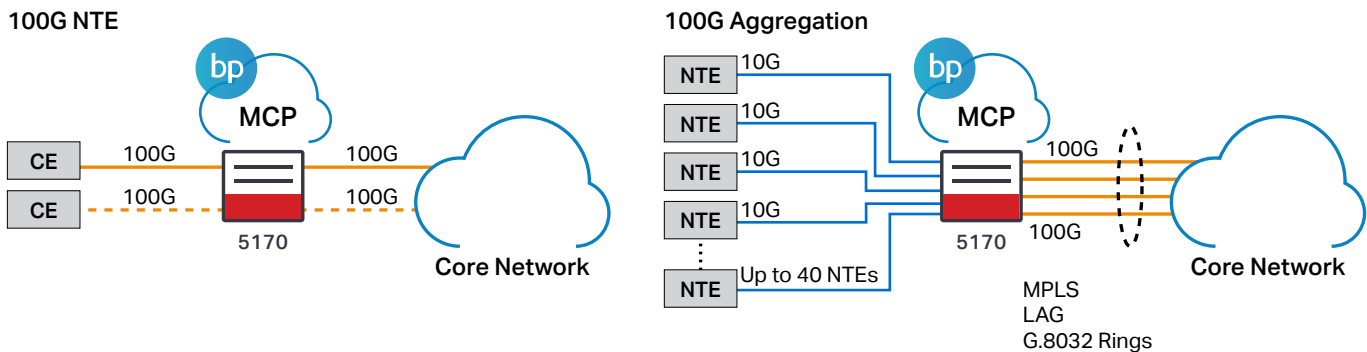 100G NTE
bp
MCP
CE
100G
100G
CE
100G
100G
5170
Core Network
100G Aggregation
NTE
10G
NTE
10G
NTE
10G
NTE
10G
NTE
Up to 40 NTEs
bp
MCP
5170
100G
100G
Core Network
MPLS
LAG
G.8032 Rings